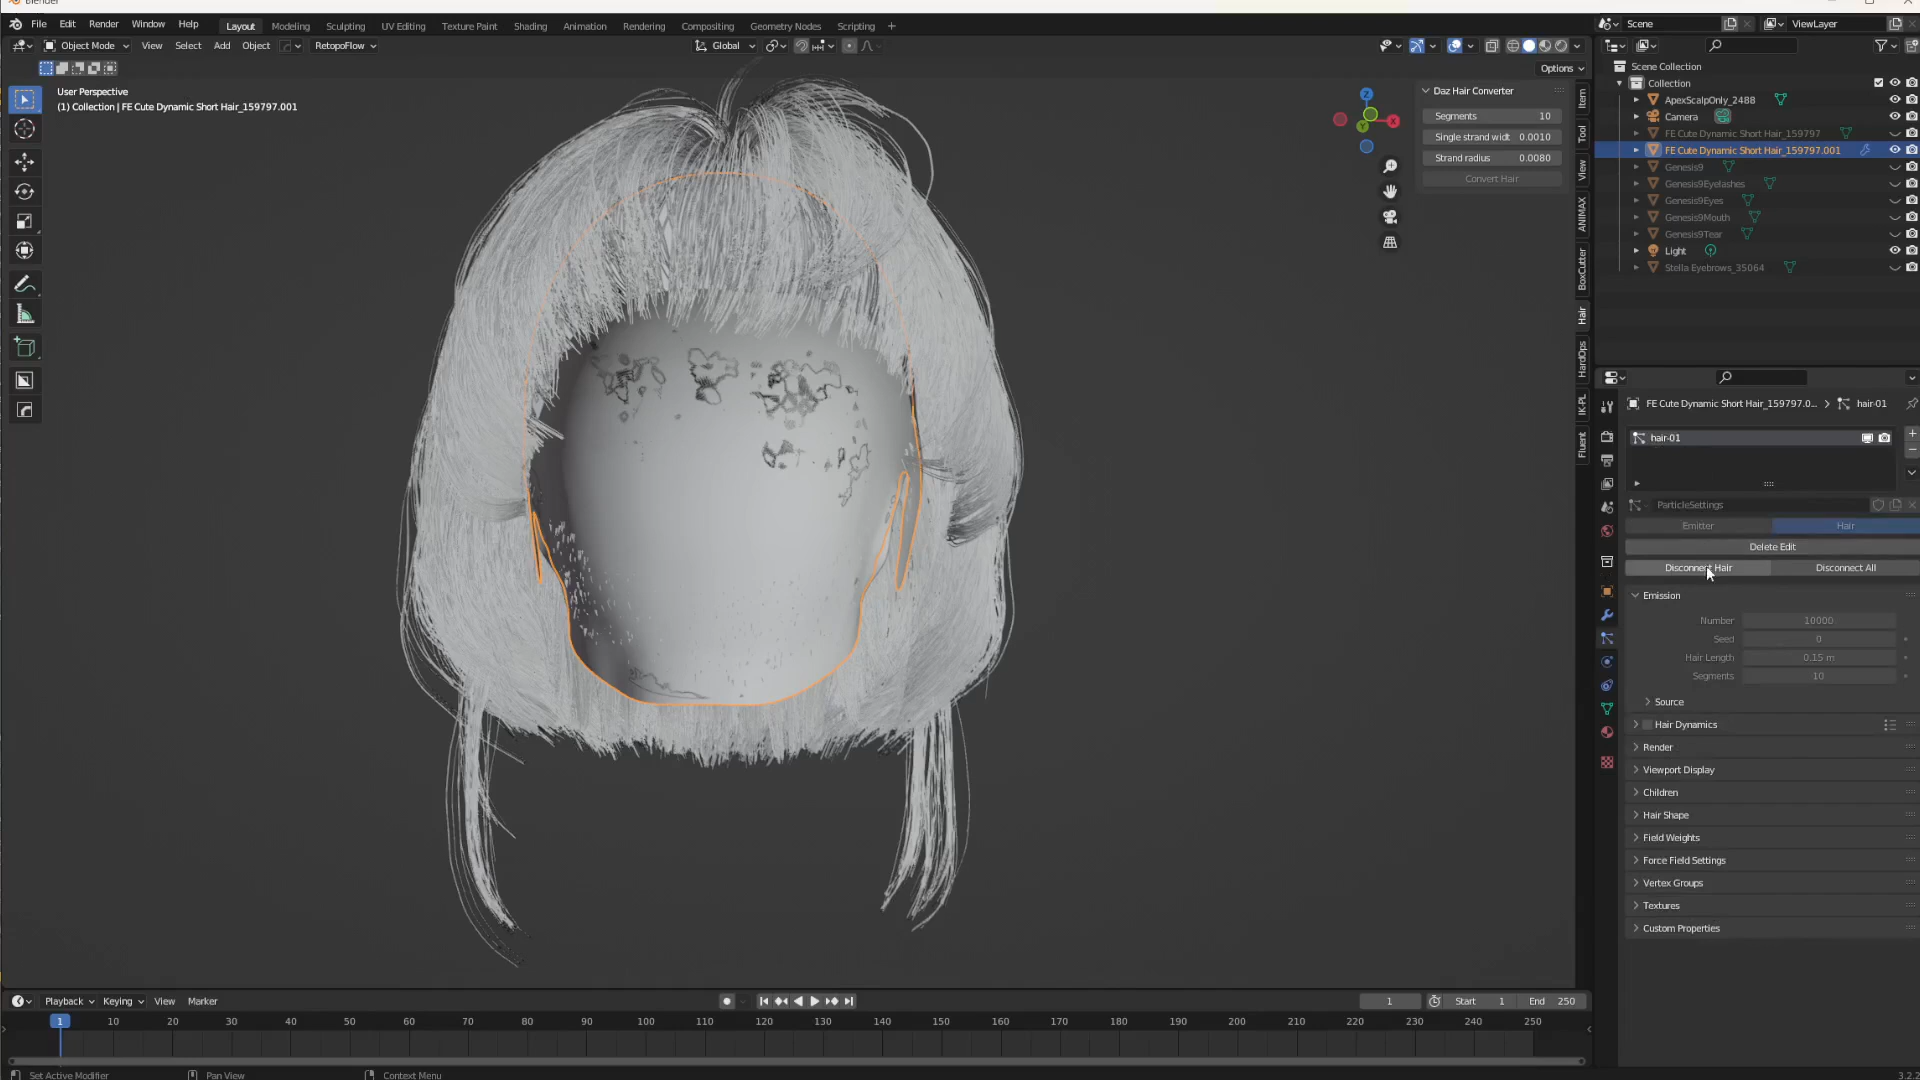 Blender
File Edit Render Window Help
Layout Modeling Sculpting UV Editing Texture Paint Shading Animation Rendering Compositing Geometry Nodes Scripting +
Scene
ViewLayer
Object Mode View Select Add Object RetopoFlow
Global
Options
User Perspective
(1) Collection | FE Cute Dynamic Short Hair_159797.001
Z
X
Y
Daz Hair Converter
Segments 10
Single strand widt 0.0010
Strand radius 0.0080
Convert Hair
Item
Tool
View
ANIMAX
BoxCutter
Hair
HardOps
IK-PL
Fluent
Scene Collection
Collection
ApexScalpOnly_2488
Camera
FE Cute Dynamic Short Hair_159797
FE Cute Dynamic Short Hair_159797.001
Genesis9
Genesis9Eyelashes
Genesis9Eyes
Genesis9Mouth
Genesis9Tear
Light
Stella Eyebrows_35064
FE Cute Dynamic Short Hair_159797.0... > hair-01
hair-01
ParticleSettings
Emitter Hair
Delete Edit
Disconnect Hair Disconnect All
Emission
Number 10000
Seed 0
Hair Length 0.15 m
Segments 10
Source
Hair Dynamics
Render
Viewport Display
Children
Hair Shape
Field Weights
Force Field Settings
Vertex Groups
Textures
Custom Properties
Playback Keying View Marker
1 Start 1 End 250
1 10 20 30 40 50 60 70 80 90 100 110 120 130 140 150 160 170 180 190 200 210 220 230 240 250
Set Active Modifier Pan View Context Menu
3.2.2